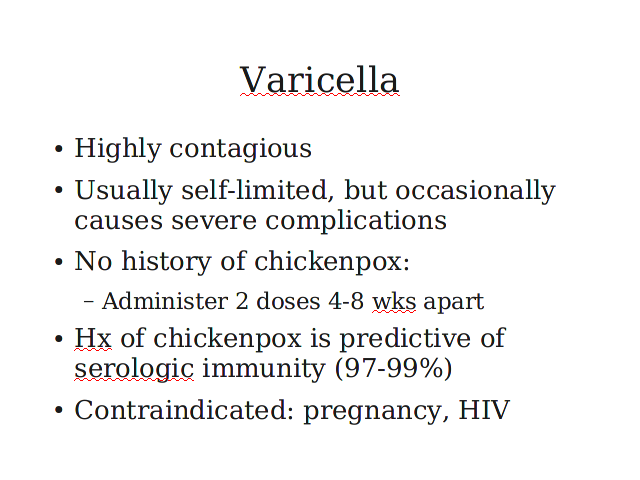 Varicella
• Highly contagious
• Usually self-limited, but occasionally
causes severe complications
• No history of chickenpox:
– Administer 2 doses 4-8 wks apart
• Hx of chickenpox is predictive of
serologic immunity (97-99%)
• Contraindicated: pregnancy, HIV